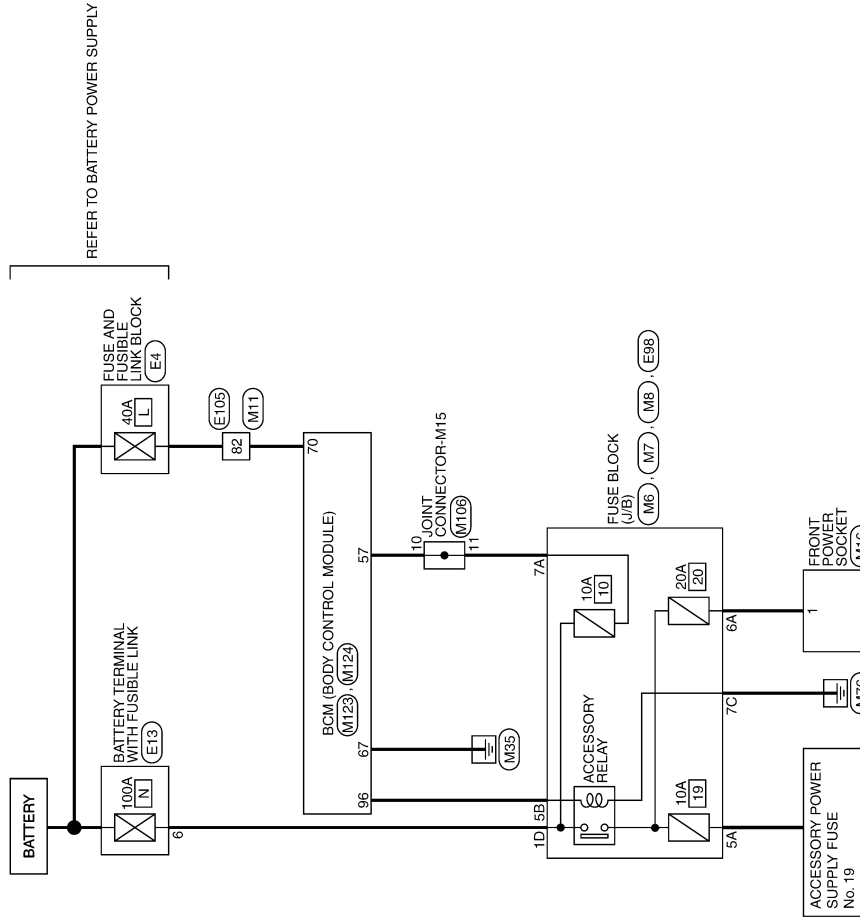 REFER TO BATTERY POWER SUPPLY
BATTERY
100A
N
BATTERY TERMINAL
WITH FUSIBLE LINK
E13
6
40A
L
FUSE AND
FUSIBLE
LINK BLOCK
E4
82
E105
M11
70
BCM (BODY CONTROL MODULE)
M123 , M124
96
67
57
M35
10
JOINT
CONNECTOR-M15
M106
11
1D
5B
7A
FUSE BLOCK
(J/B)
M6 , M7 , M8 , E98
ACCESSORY
RELAY
10A
10
10A
19
20A
20
5A
7C
6A
ACCESSORY POWER
SUPPLY FUSE
No. 19
1
FRONT
POWER
SOCKET